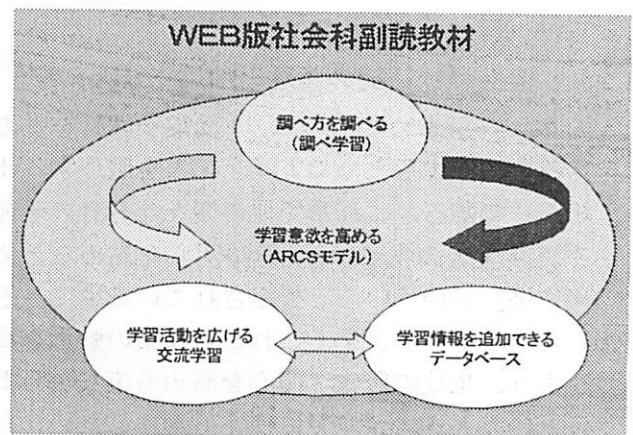 WEB版社会科副読教材
調べ方を調べる
(調べ学習)
学習意欲を高める
(ARCSモデル)
学習活動を広げる
交流学習
学習情報を追加できる
データベース